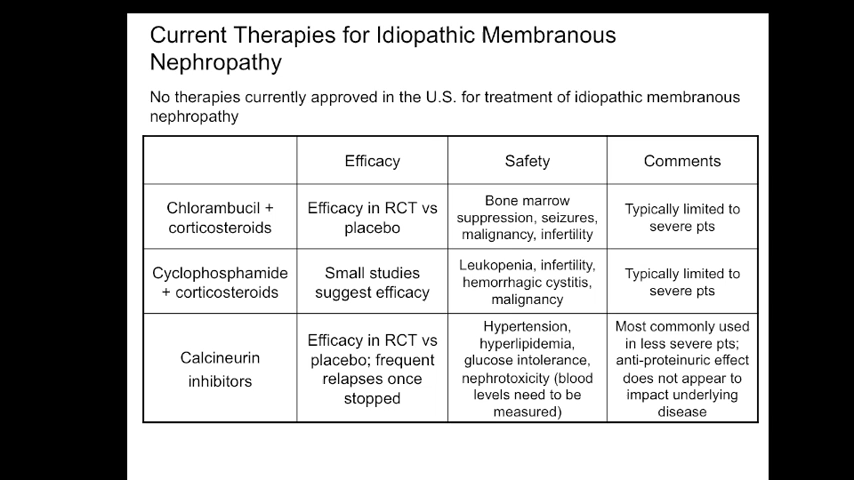 Current Therapies for Idiopathic Membranous
Nephropathy
No therapies currently approved in the U.S. for treatment of idiopathic membranous
nephropathy
Efficacy
Safety
Comments
Chlorambucil +
corticosteroids
Efficacy in RCT vs
placebo
Bone marrow
suppression, seizures,
malignancy, infertility
Typically limited to
severe pts
Cyclophosphamide
+ corticosteroids
Small studies
suggest efficacy
Leukopenia, infertility,
hemorrhagic cystitis,
malignancy
Typically limited to
severe pts
Calcineurin
inhibitors
Efficacy in RCT vs
placebo; frequent
relapses once
stopped
Hypertension,
hyperlipidemia,
glucose intolerance,
nephrotoxicity (blood
levels need to be
measured)
Most commonly used
in less severe pts;
anti-proteinuric effect
does not appear to
impact underlying
disease